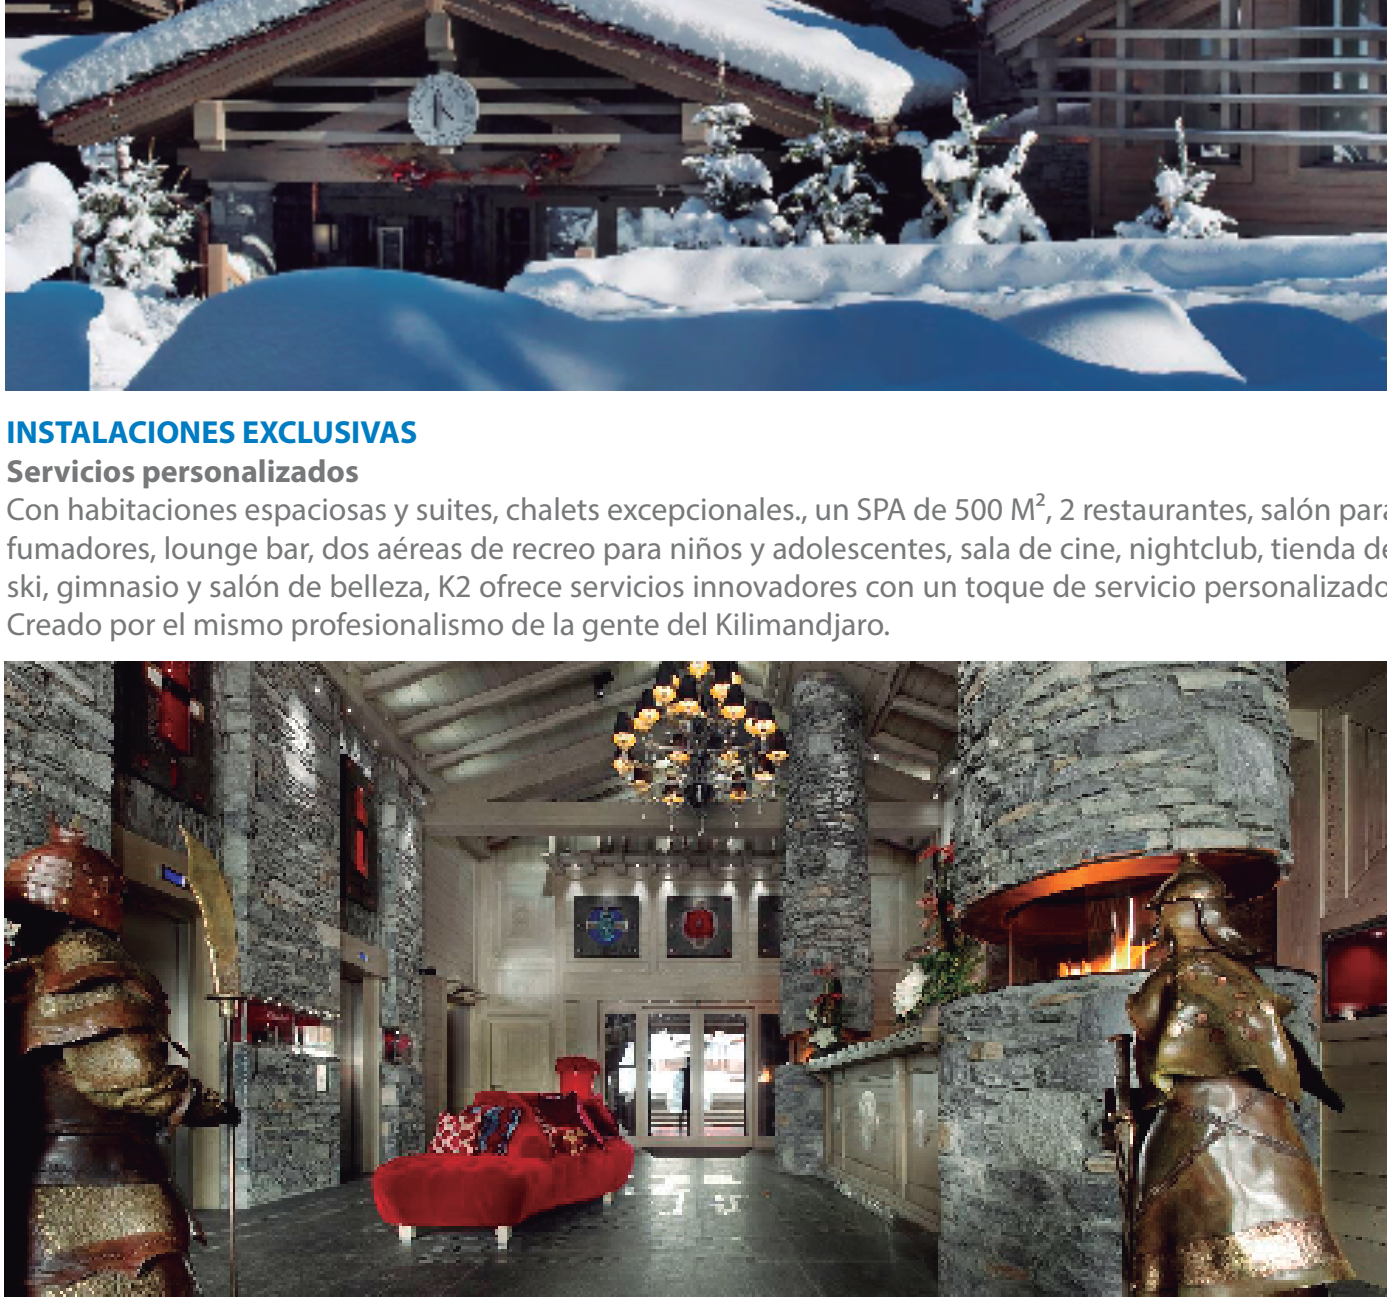 INSTALACIONES EXCLUSIVAS
Servicios personalizados
Con habitaciones espaciosas y suites, chalets excepcionales., un SPA de 500 M², 2 restaurantes, salón para
fumadores, lounge bar, dos aéreas de recreo para niños y adolescentes, sala de cine, nightclub, tienda de
ski, gimnasio y salón de belleza, K2 ofrece servicios innovadores con un toque de servicio personalizado
Creado por el mismo profesionalismo de la gente del Kilimandjaro.